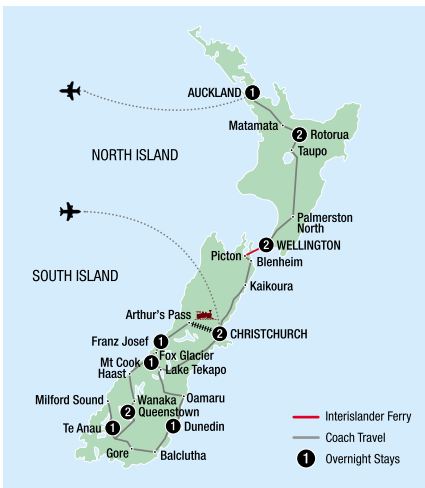 AUCKLAND 1
Matamata
2 Rotorua
Taupo
NORTH ISLAND
Palmerston
North
2 WELLINGTON
Picton
Blenheim
SOUTH ISLAND
Kaikoura
Arthur's Pass
2 CHRISTCHURCH
Franz Josef 1
Fox Glacier
Mt Cook 1
Lake Tekapo
Haast
Milford Sound
Wanaka
Oamaru
2 Queenstown
Te Anau 1
1 Dunedin
Gore
Balclutha
Interislander Ferry
Coach Travel
1 Overnight Stays